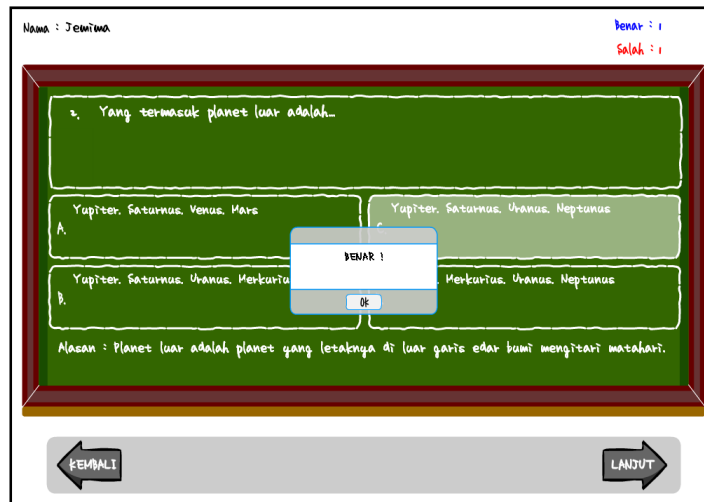 Nama : Jemima
Benar : 1
Salah : 1
2. Yang termasuk planet luar adalah...
Yupiter. Saturnus. Venus. Mars
A.
Yupiter. Saturnus. Uranus. Neptunus
BENAR !
Ok
Yupiter. Saturnus. Uranus. Merkuriu
B.
. Merkurius. Uranus. Neptunus
Alasan : Planet luar adalah planet yang letaknya di luar garis edar bumi mengitari matahari.
KEMBALI
LANJUT